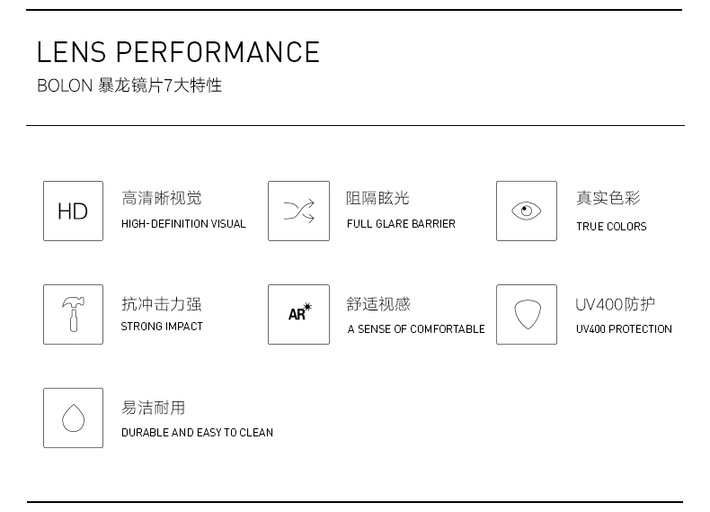 LENS PERFORMANCE
BOLON 暴龙镜片7大特性
HD
高清晰视觉
HIGH-DEFINITION VISUAL
阻隔眩光
FULL GLARE BARRIER
真实色彩
TRUE COLORS
抗冲击力强
STRONG IMPACT
AR
舒适视感
A SENSE OF COMFORTABLE
UV400防护
UV400 PROTECTION
易洁耐用
DURABLE AND EASY TO CLEAN